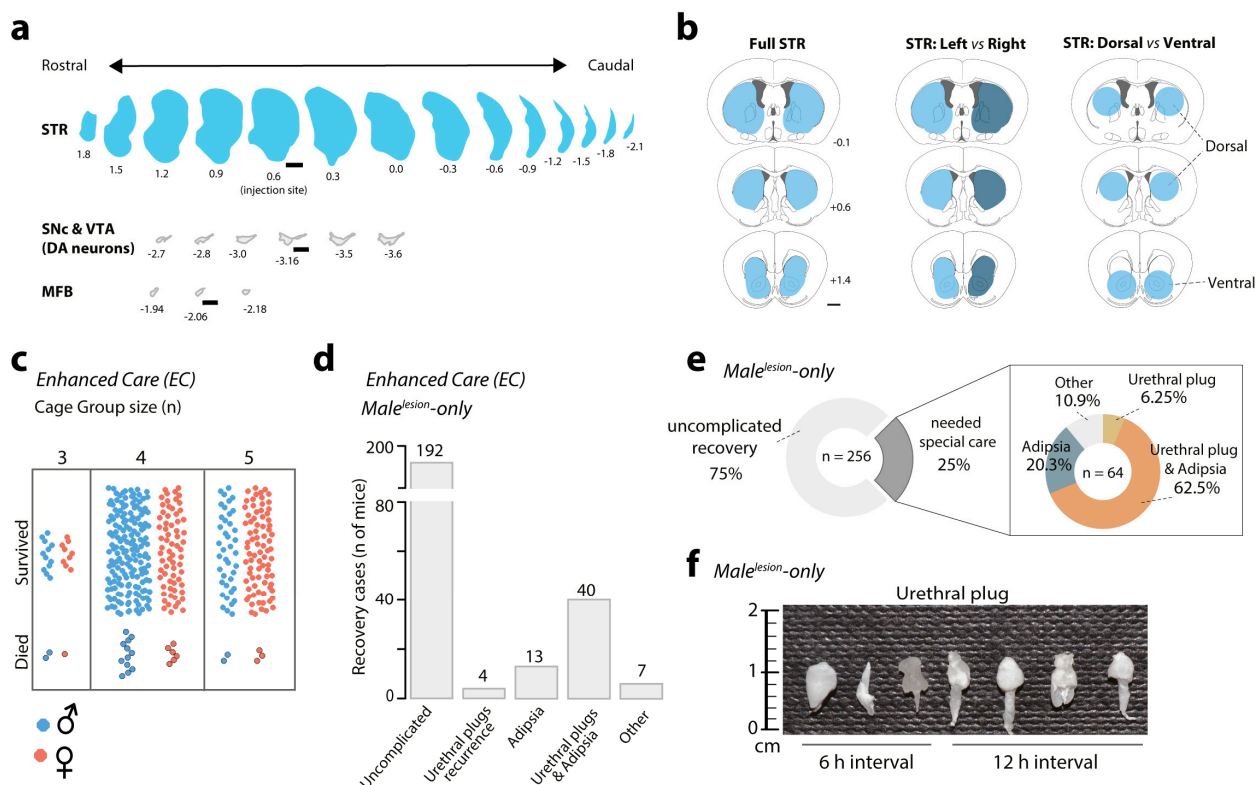 a
Rostral
Caudal
STR
1.8
1.5
1.2
0.9
0.6
(injection site)
0.3
0.0
-0.3
-0.6
-0.9
-1.2
-1.5
-1.8
-2.1
SNc & VTA
(DA neurons)
-2.7
-2.8
-3.0
-3.16
-3.5
-3.6
MFB
-1.94
-2.06
-2.18
b
Full STR
STR: Left vs Right
STR: Dorsal vs Ventral
-0.1
+0.6
+1.4
Dorsal
Ventral
c
Enhanced Care (EC)
Cage Group size (n)
3
4
5
Survived
Died
♂
♀
d
Enhanced Care (EC)
Malelesion-only
Recovery cases (n of mice)
200
80
40
0
192
4
13
40
7
Uncomplicated
Urethral plugs
recurrence
Adipsia
Urethral plugs
& Adipsia
Other
e
Malelesion-only
uncomplicated
recovery
75%
n = 256
needed
special care
25%
Other
10.9%
Urethral plug
6.25%
Adipsia
20.3%
n = 64
Urethral plug
& Adipsia
62.5%
f
Malelesion-only
Urethral plug
2
1
0
cm
6 h interval
12 h interval